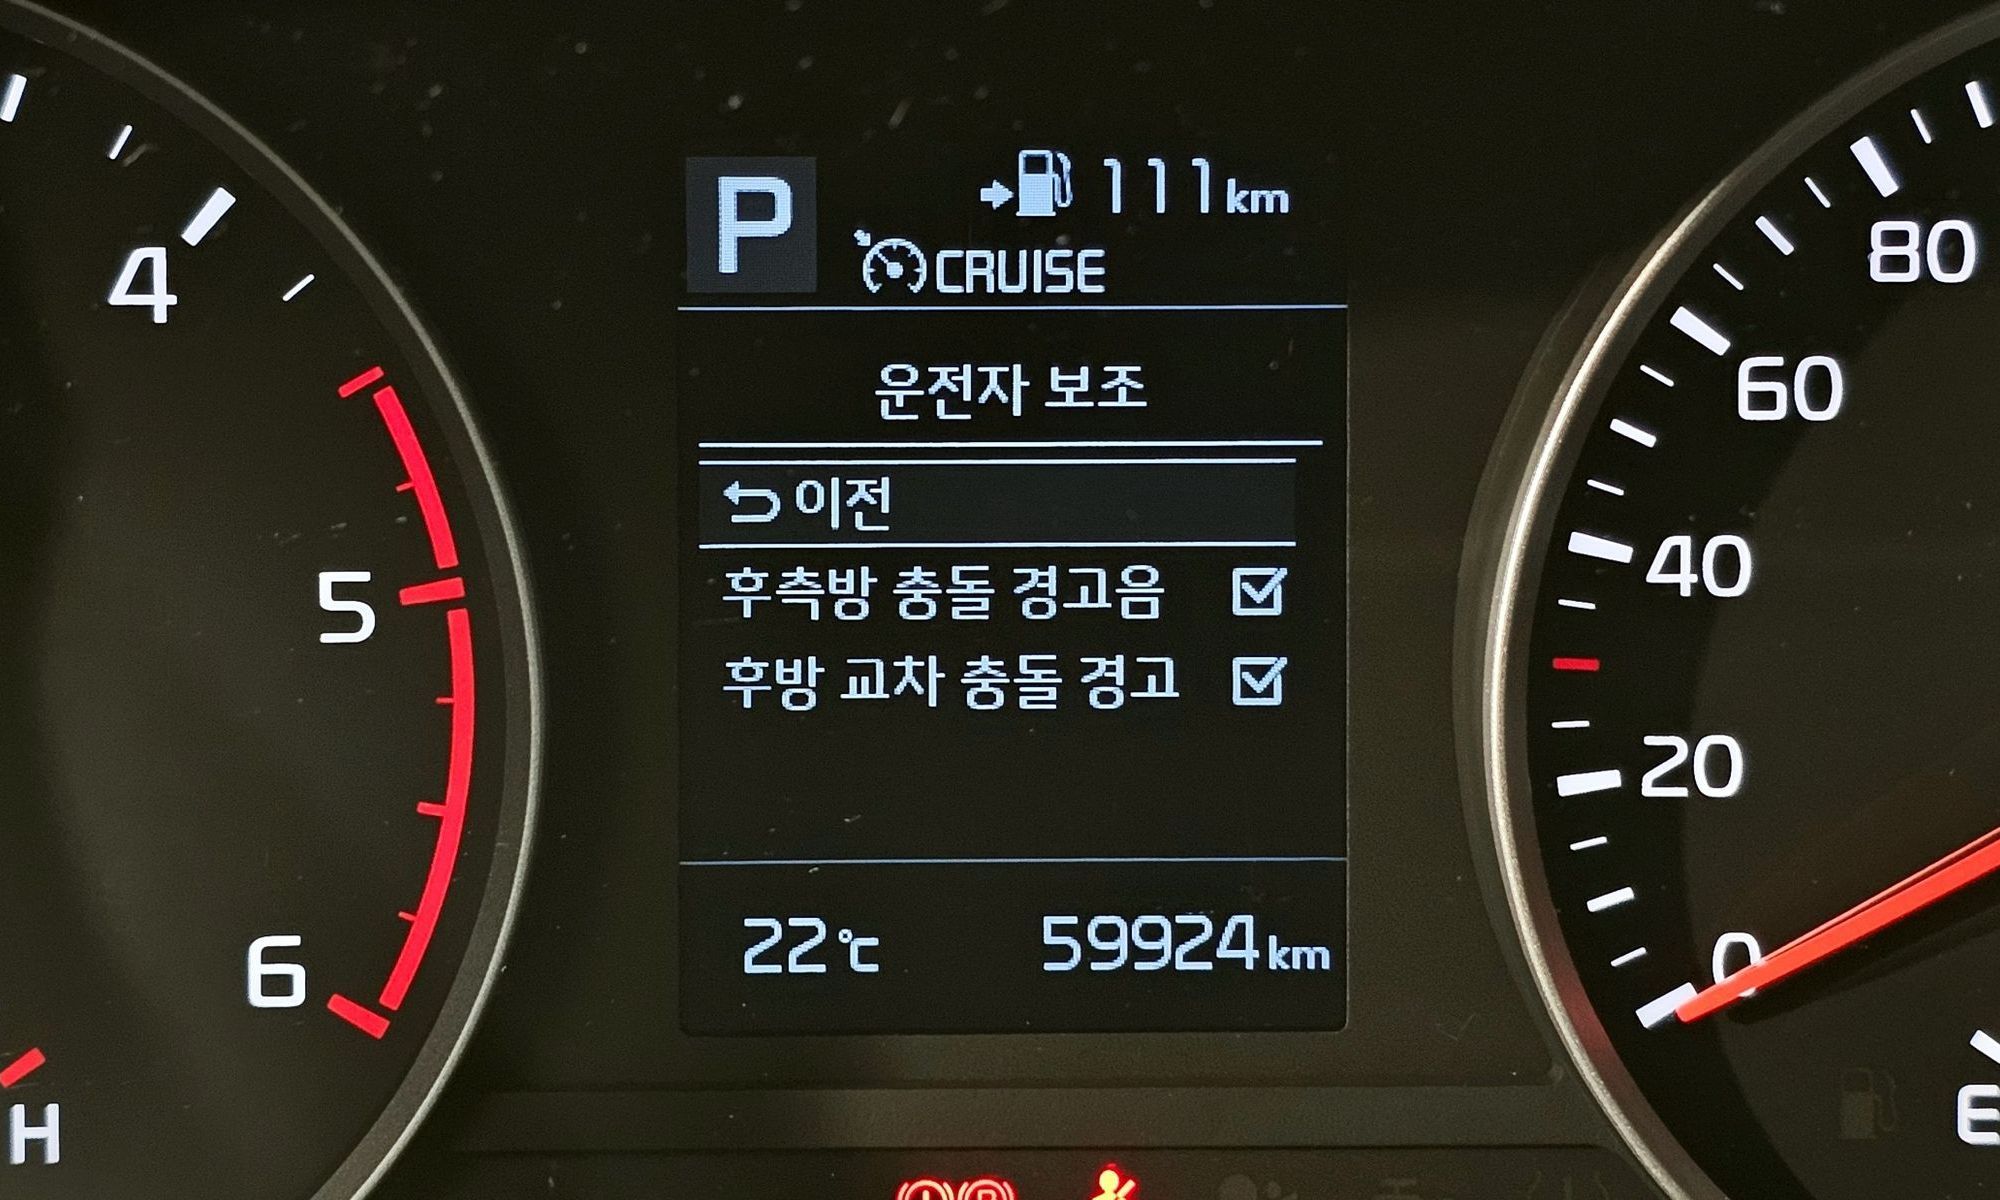 P
111km
CRUISE
운전자 보조
이전
후측방 충돌 경고음
후방 교차 충돌 경고
22℃
59924km
4
5
6
H
80
60
40
20
0
E